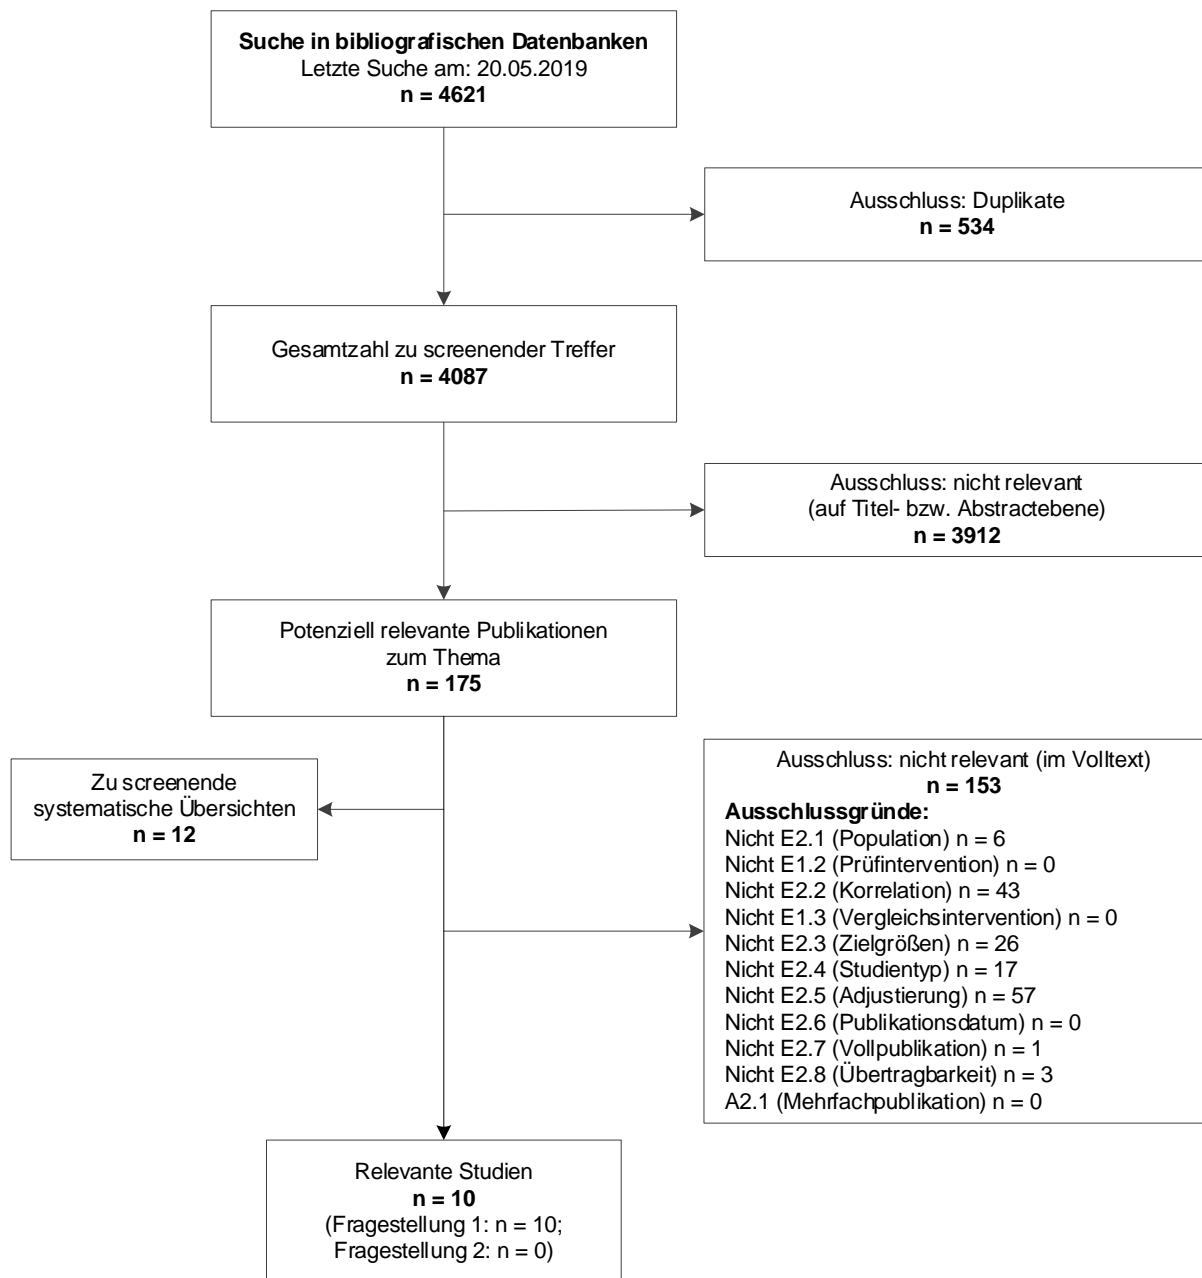 Suche in bibliografischen Datenbanken
Letzte Suche am: 20.05.2019
n = 4621
Ausschluss: Duplikate
n = 534
Gesamtzahl zu screenender Treffer
n = 4087
Ausschluss: nicht relevant
(auf Titel- bzw. Abstractebene)
n = 3912
Potenziell relevante Publikationen
zum Thema
n = 175
Zu screenende
systematische Übersichten
n = 12
Ausschluss: nicht relevant (im Volltext)
n = 153
Ausschlussgründe:
Nicht E2.1 (Population) n = 6
Nicht E1.2 (Prüfintervention) n = 0
Nicht E2.2 (Korrelation) n = 43
Nicht E1.3 (Vergleichsintervention) n = 0
Nicht E2.3 (Zielgrößen) n = 26
Nicht E2.4 (Studientyp) n = 17
Nicht E2.5 (Adjustierung) n = 57
Nicht E2.6 (Publikationsdatum) n = 0
Nicht E2.7 (Vollpublikation) n = 1
Nicht E2.8 (Übertragbarkeit) n = 3
A2.1 (Mehrfachpublikation) n = 0
Relevante Studien
n = 10
(Fragestellung 1: n = 10;
Fragestellung 2: n = 0)